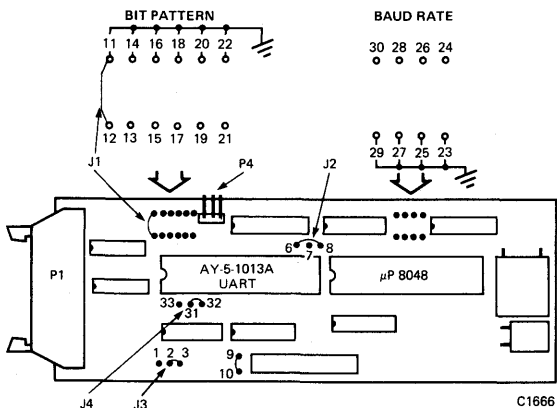 BIT PATTERN
BAUD RATE
11 14 16 18 20 22
30 28 26 24
12 13 15 17 19 21
29 27 25 23
J1
P4
J2
6 7 8
P1
AY-5-1013A
UART
µP 8048
33 31 32
1 2 3
9
10
J4
J3
C1666